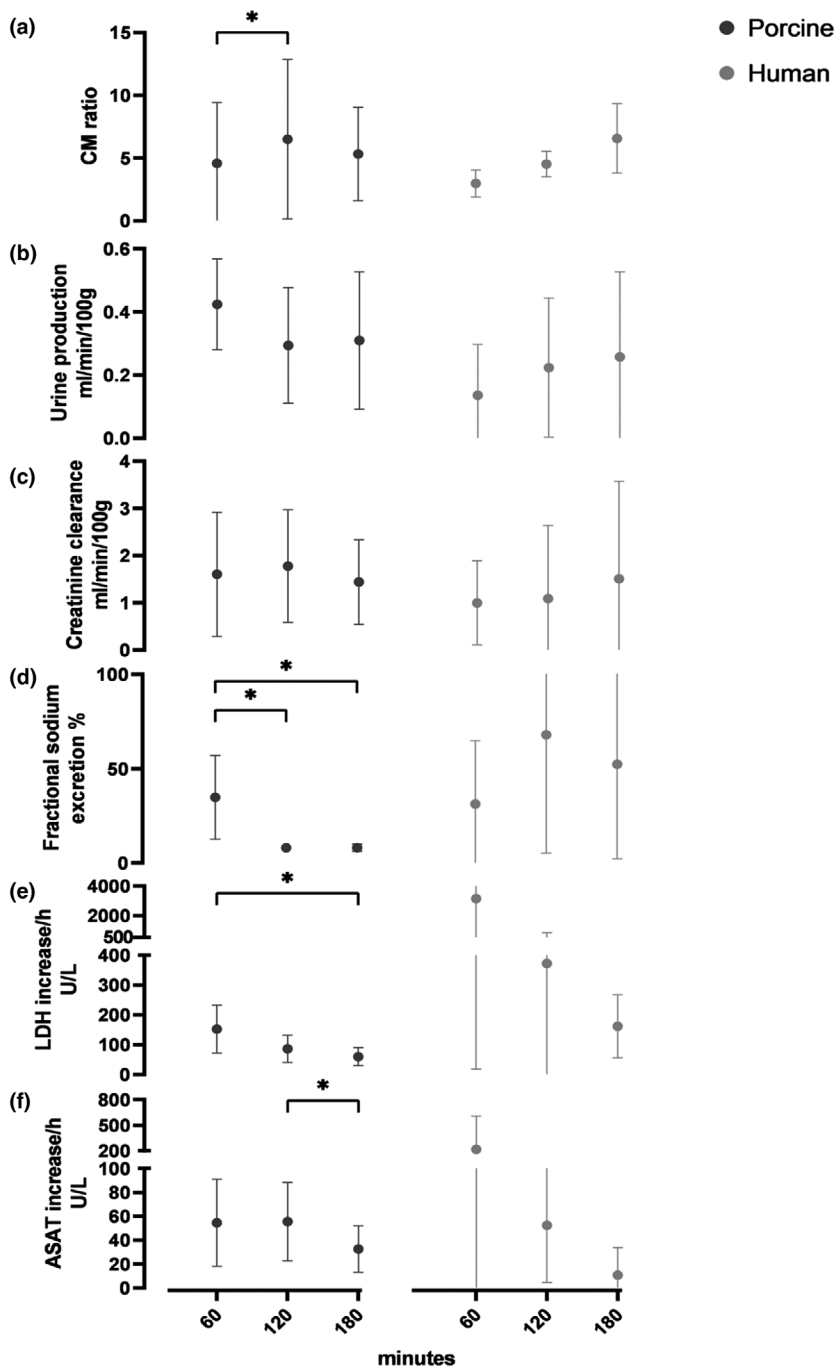 (a)
*
15
10
5
0
CM ratio
Porcine
Human
(b)
0.6
0.4
0.2
0.0
Urine production
ml/min/100g
(c)
4
3
2
1
0
Creatinine clearance
ml/min/100g
(d)
*
*
100
50
0
Fractional sodium
excretion %
(e)
*
4000
2000
500
400
300
200
100
0
LDH increase/h
U/L
(f)
*
800
500
200
100
80
60
40
20
0
ASAT increase/h
U/L
60
120
180
60
120
180
minutes